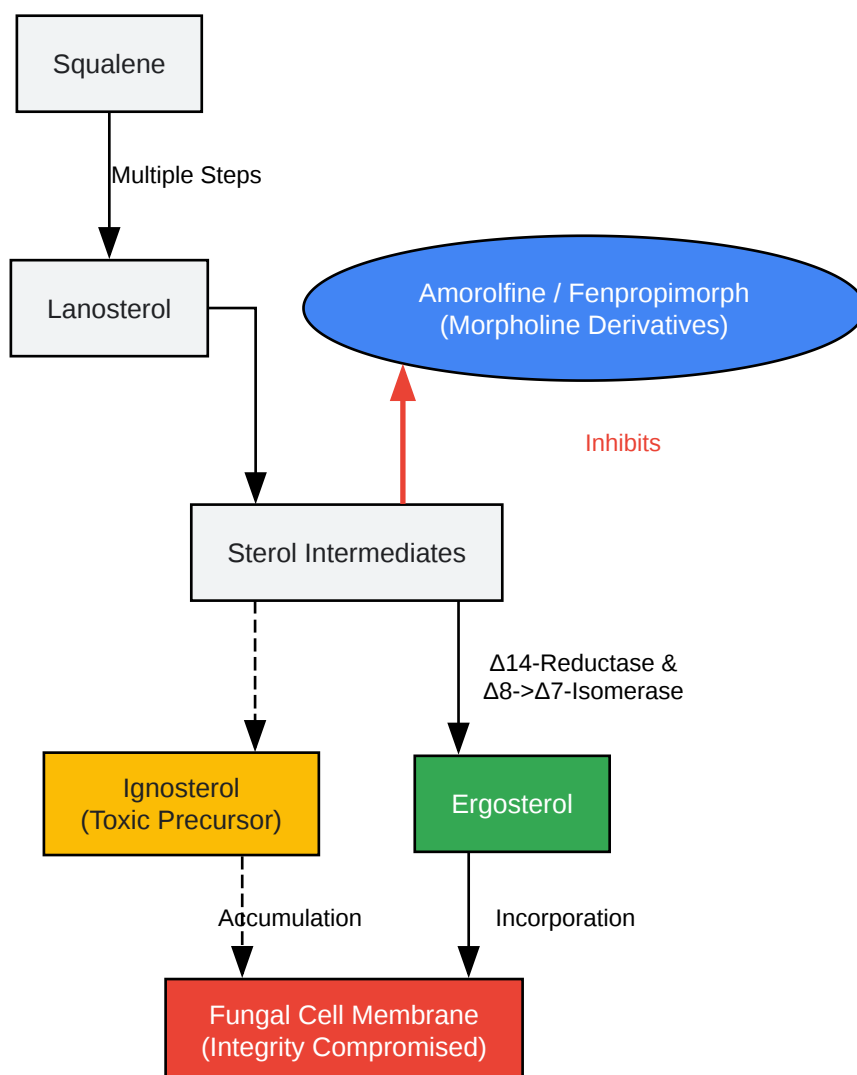 Squalene
Multiple Steps
Lanosterol
Amorolfine / Fenpropimorph
(Morpholine Derivatives)
Inhibits
Sterol Intermediates
Δ14-Reductase &
Δ8->Δ7-Isomerase
Ignosterol
(Toxic Precursor)
Ergosterol
Accumulation
Incorporation
Fungal Cell Membrane
(Integrity Compromised)